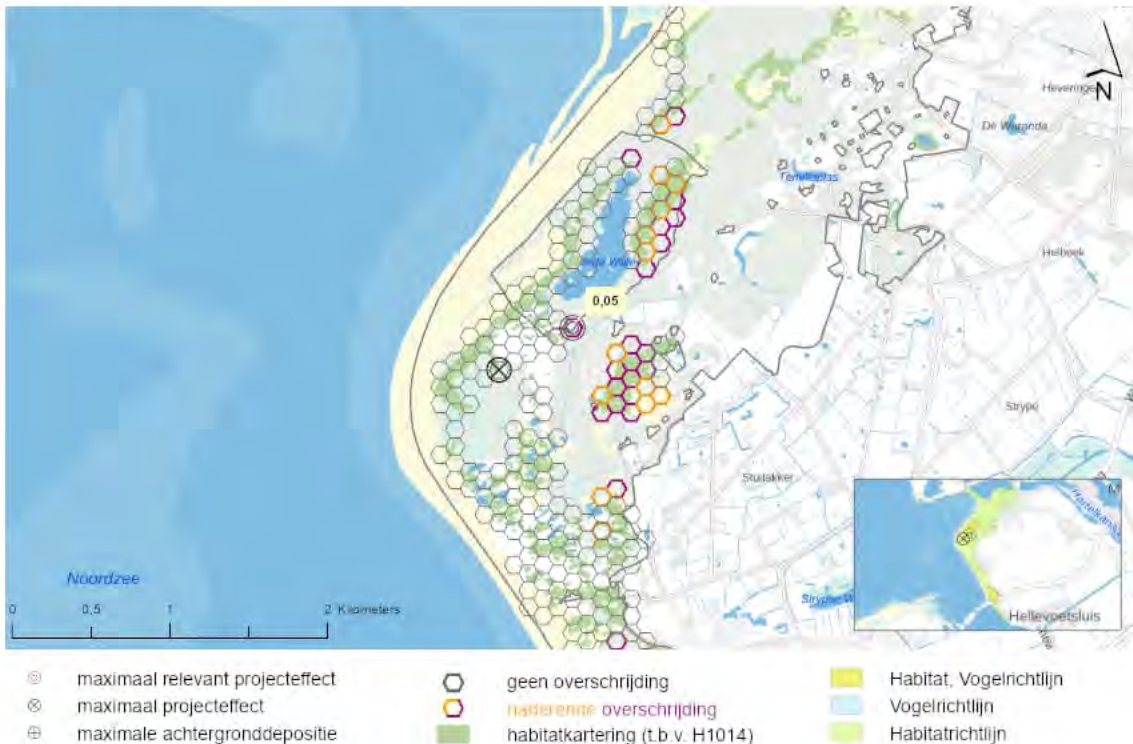 N
Heveringe
De Waranda
Tenellaplas
Helbeek
0,05
Strype
Stuifakker
Noordzee
0 0,5 1 2 Kilometers
Hellevoetsluis
maximaal relevant projecteffect
geen overschrijding
Habitat, Vogelrichtlijn
maximaal projecteffect
naderende overschrijding
Vogelrichtlijn
maximale achtergronddepositie
habitatkartering (t.b.v. H1014)
Habitatrichtlijn